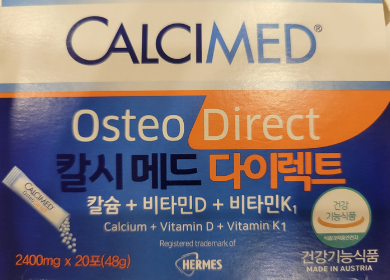 CALCIMED®
Osteo Direct
칼시 메드 다이렉트
칼슘 + 비타민D + 비타민K₁
Calcium + Vitamin D + Vitamin K1
Registered trademark of
HERMES
2400mg x 20포(48g)
CALCIMED
건강
기능식품
건강기능식품
MADE IN AUSTRIA